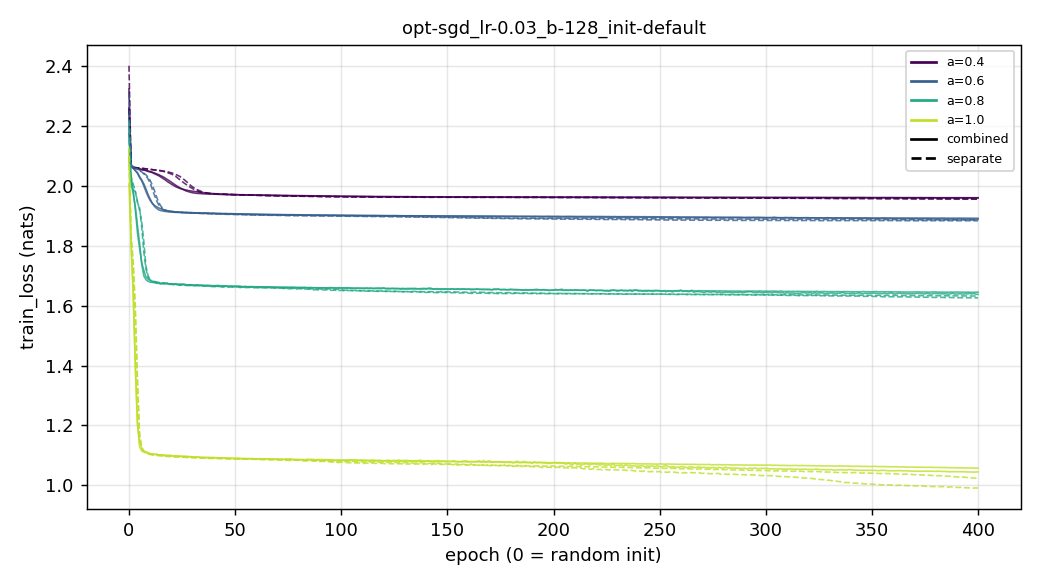 opt-sgd_lr-0.03_b-128_init-default
train_loss (nats)
2.4
2.2
2.0
1.8
1.6
1.4
1.2
1.0
a=0.4
a=0.6
a=0.8
a=1.0
combined
separate
0 50 100 150 200 250 300 350 400
epoch (0 = random init)